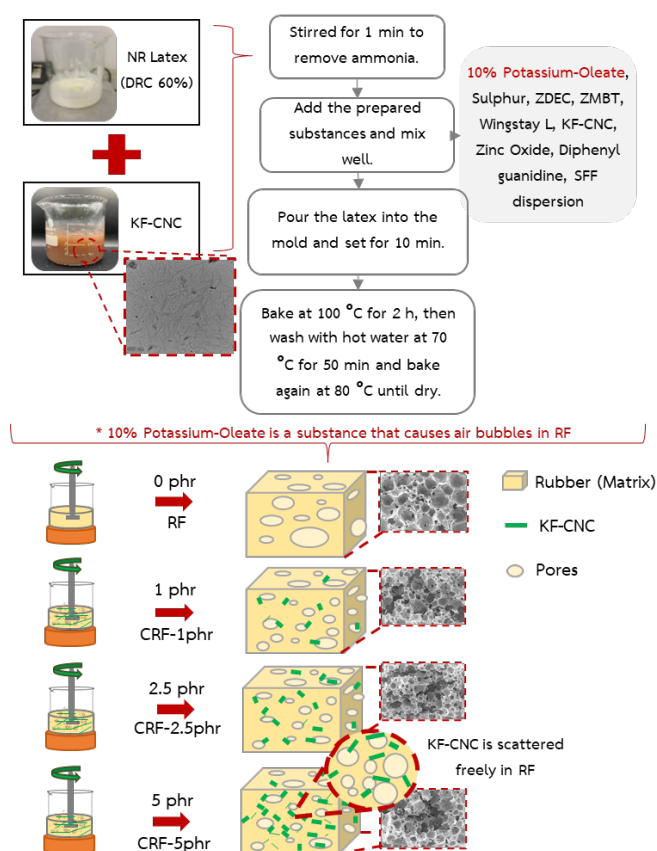 NR Latex
(DRC 60%)
KF-CNC
Stirred for 1 min to
remove ammonia.
Add the prepared
substances and mix
well.
10% Potassium-Oleate,
Sulphur, ZDEC, ZMBT,
Wingstay L, KF-CNC,
Zinc Oxide, Diphenyl
guanidine, SFF
dispersion
Pour the latex into the
mold and set for 10 min.
Bake at 100 °C for 2 h, then
wash with hot water at 70
°C for 50 min and bake
again at 80 °C until dry.
* 10% Potassium-Oleate is a substance that causes air bubbles in RF
0 phr
RF
1 phr
CRF-1phr
2.5 phr
CRF-2.5phr
5 phr
CRF-5phr
Rubber (Matrix)
KF-CNC
Pores
KF-CNC is scattered
freely in RF